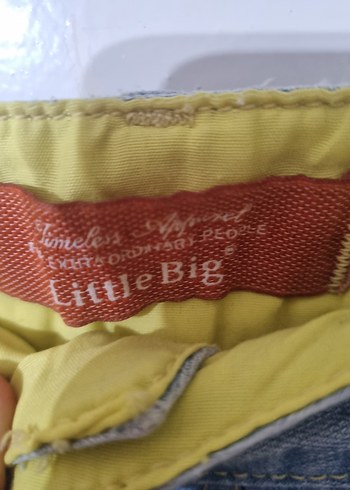 Timeless Apparel
EXTRAORDINARY PEOPLE
Little Big®